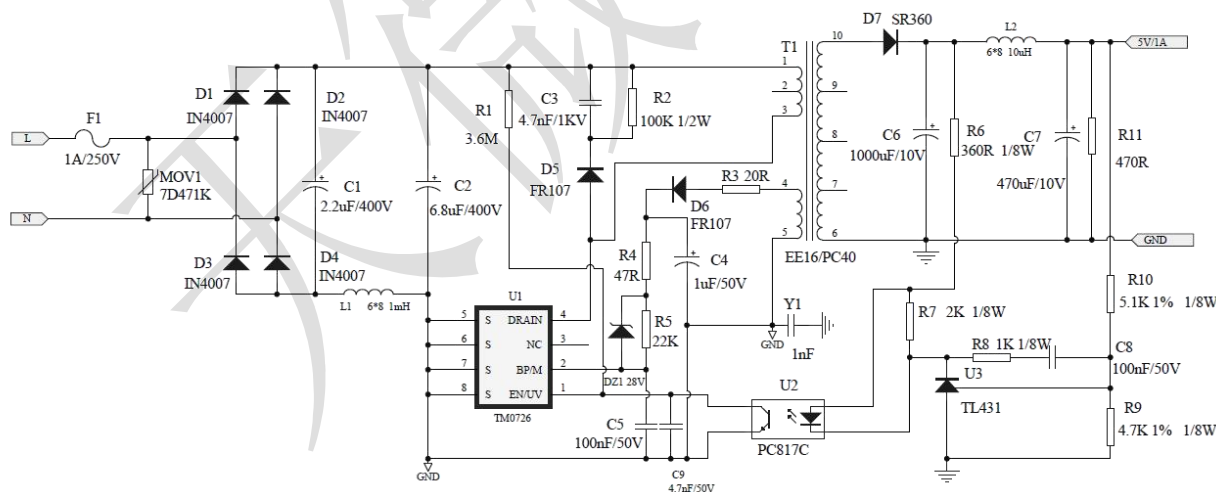 D7 SR360
L2
6*8 10uH
5V/1A
T1
10
1
2
3
9
8
7
6
4
5
D1
IN4007
D2
IN4007
R1
3.6M
C3
4.7nF/1KV
R2
100K 1/2W
C6
1000uF/10V
R6
360R 1/8W
C7
470uF/10V
R11
470R
L
F1
1A/250V
MOV1
7D471K
C1
2.2uF/400V
C2
6.8uF/400V
D5
FR107
R3 20R
D6
FR107
N
GND
D3
IN4007
D4
IN4007
R4
47R
C4
1uF/50V
EE16/PC40
L1 6*8 1mH
U1
5 S DRAIN 4
6 S NC 3
7 S BP/M 2
8 S EN/UV 1
TM0726
R5
22K
DZ1 28V
Y1
1nF
GND
R7 2K 1/8W
R10
5.1K 1% 1/8W
R8 1K 1/8W
C8
100nF/50V
U3
TL431
U2
PC817C
R9
4.7K 1% 1/8W
C5
100nF/50V
C9
4.7nF/50V
GND